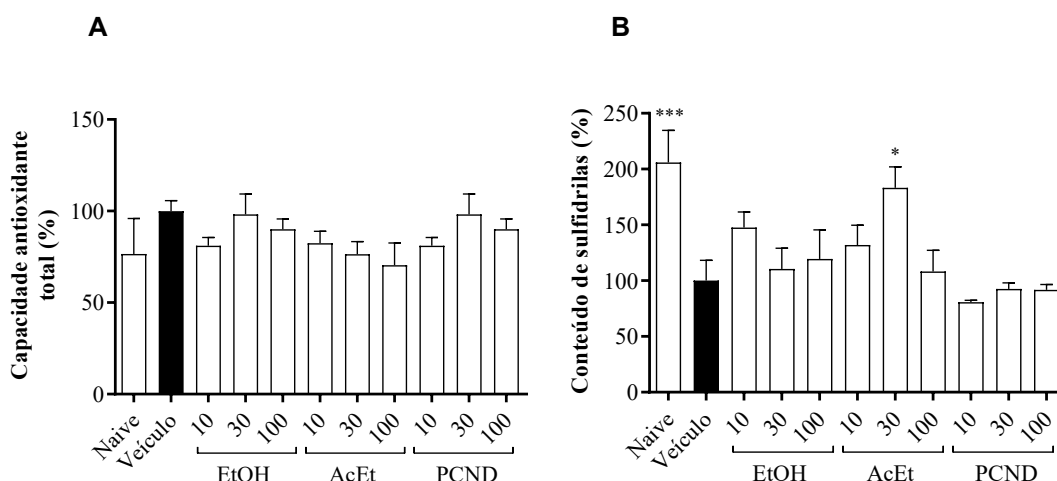 A
Capacidade antioxidante
total (%)
150
100
50
0
Naive
Veículo
10
30
100
10
30
100
10
30
100
EtOH
AcEt
PCND
B
Conteúdo de sulfidrilas (%)
250
200
150
100
50
0
***
*
Naive
Veículo
10
30
100
10
30
100
10
30
100
EtOH
AcEt
PCND